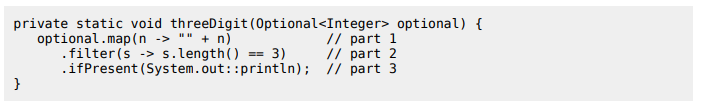 private static void threeDigit(Optional<Integer> optional) {
   optional.map(n -> "" + n)            // part 1
      .filter(s -> s.length() == 3)     // part 2
      .ifPresent(System.out::println);  // part 3
}